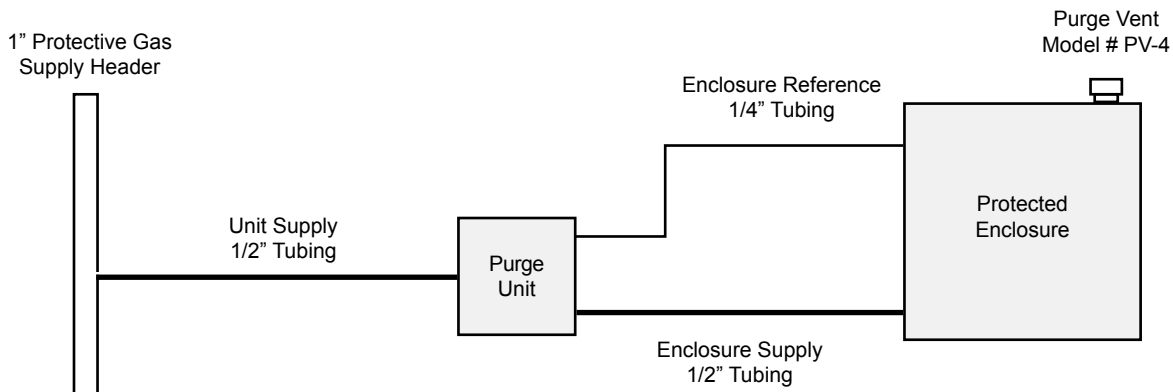 1” Protective Gas
Supply Header
Purge Vent
Model # PV-4
Enclosure Reference
1/4” Tubing
Unit Supply
1/2” Tubing
Purge
Unit
Protected
Enclosure
Enclosure Supply
1/2” Tubing